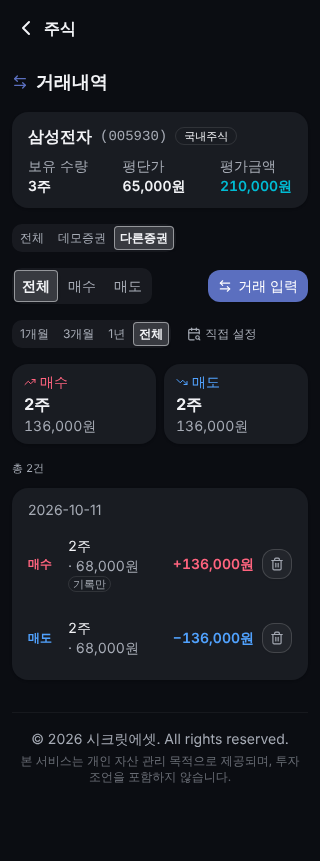 주식
거래내역
삼성전자 (005930) 국내주식
보유 수량 평단가 평가금액
3주 65,000원 210,000원
전체 데모증권 다른증권
전체 매수 매도 거래 입력
1개월 3개월 1년 전체 직접 설정
매수 매도
2주 2주
136,000원 136,000원
총 2건
2026-10-11
2주
매수 · 68,000원 +136,000원
기록만
2주
매도 · 68,000원 −136,000원
© 2026 시크릿에셋. All rights reserved.
본 서비스는 개인 자산 관리 목적으로 제공되며, 투자
조언을 포함하지 않습니다.